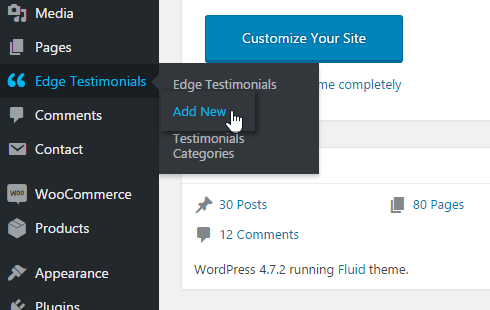 Media
Pages
Edge Testimonials
Comments
Contact
WOO
WooCommerce
Products
Appearance
Plugins
Edge Testimonials
Add New
Testimonials
Categories
Customize Your Site
me completely
30 Posts
80 Pages
12 Comments
WordPress 4.7.2 running Fluid theme.